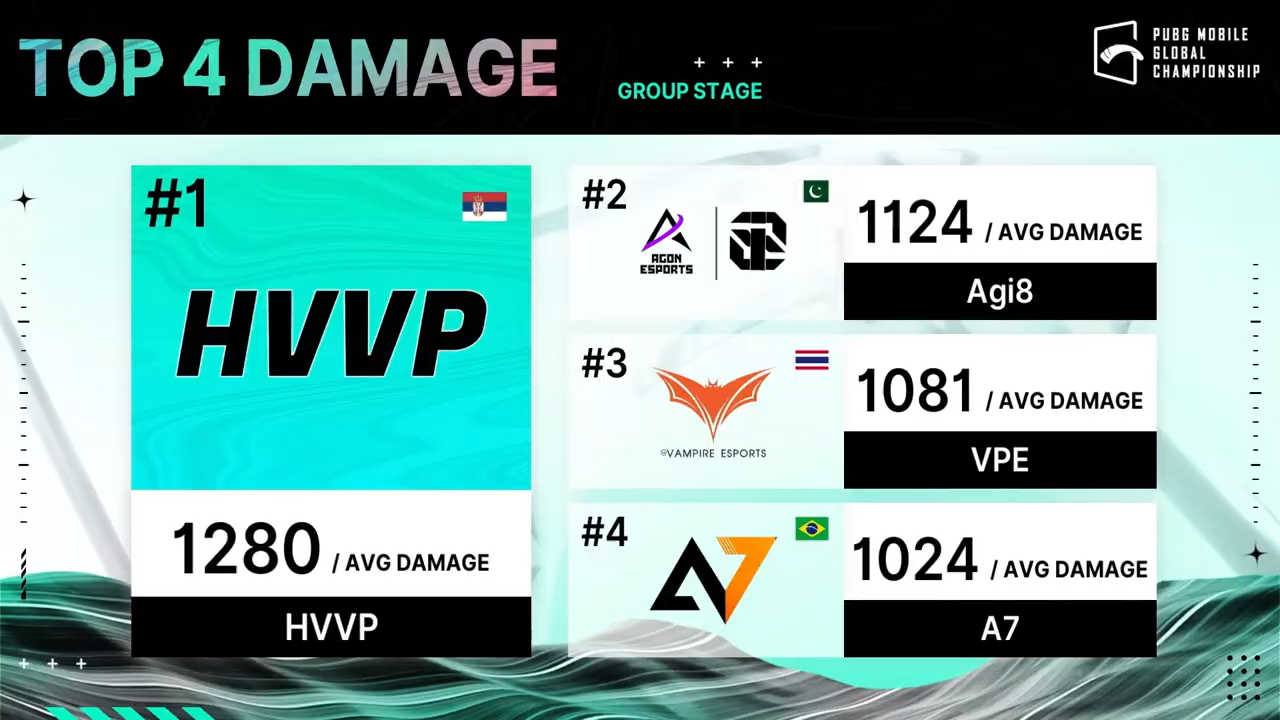 TOP 4 DAMAGE
+ + +
GROUP STAGE
PUBG MOBILE
GLOBAL
CHAMPIONSHIP
#1
HVVP
1280 / AVG DAMAGE
HVVP
#2
AGON
ESPORTS
1124 / AVG DAMAGE
Agi8
#3
@VAMPIRE ESPORTS
1081 / AVG DAMAGE
VPE
#4
A7
1024 / AVG DAMAGE
A7
+ + +